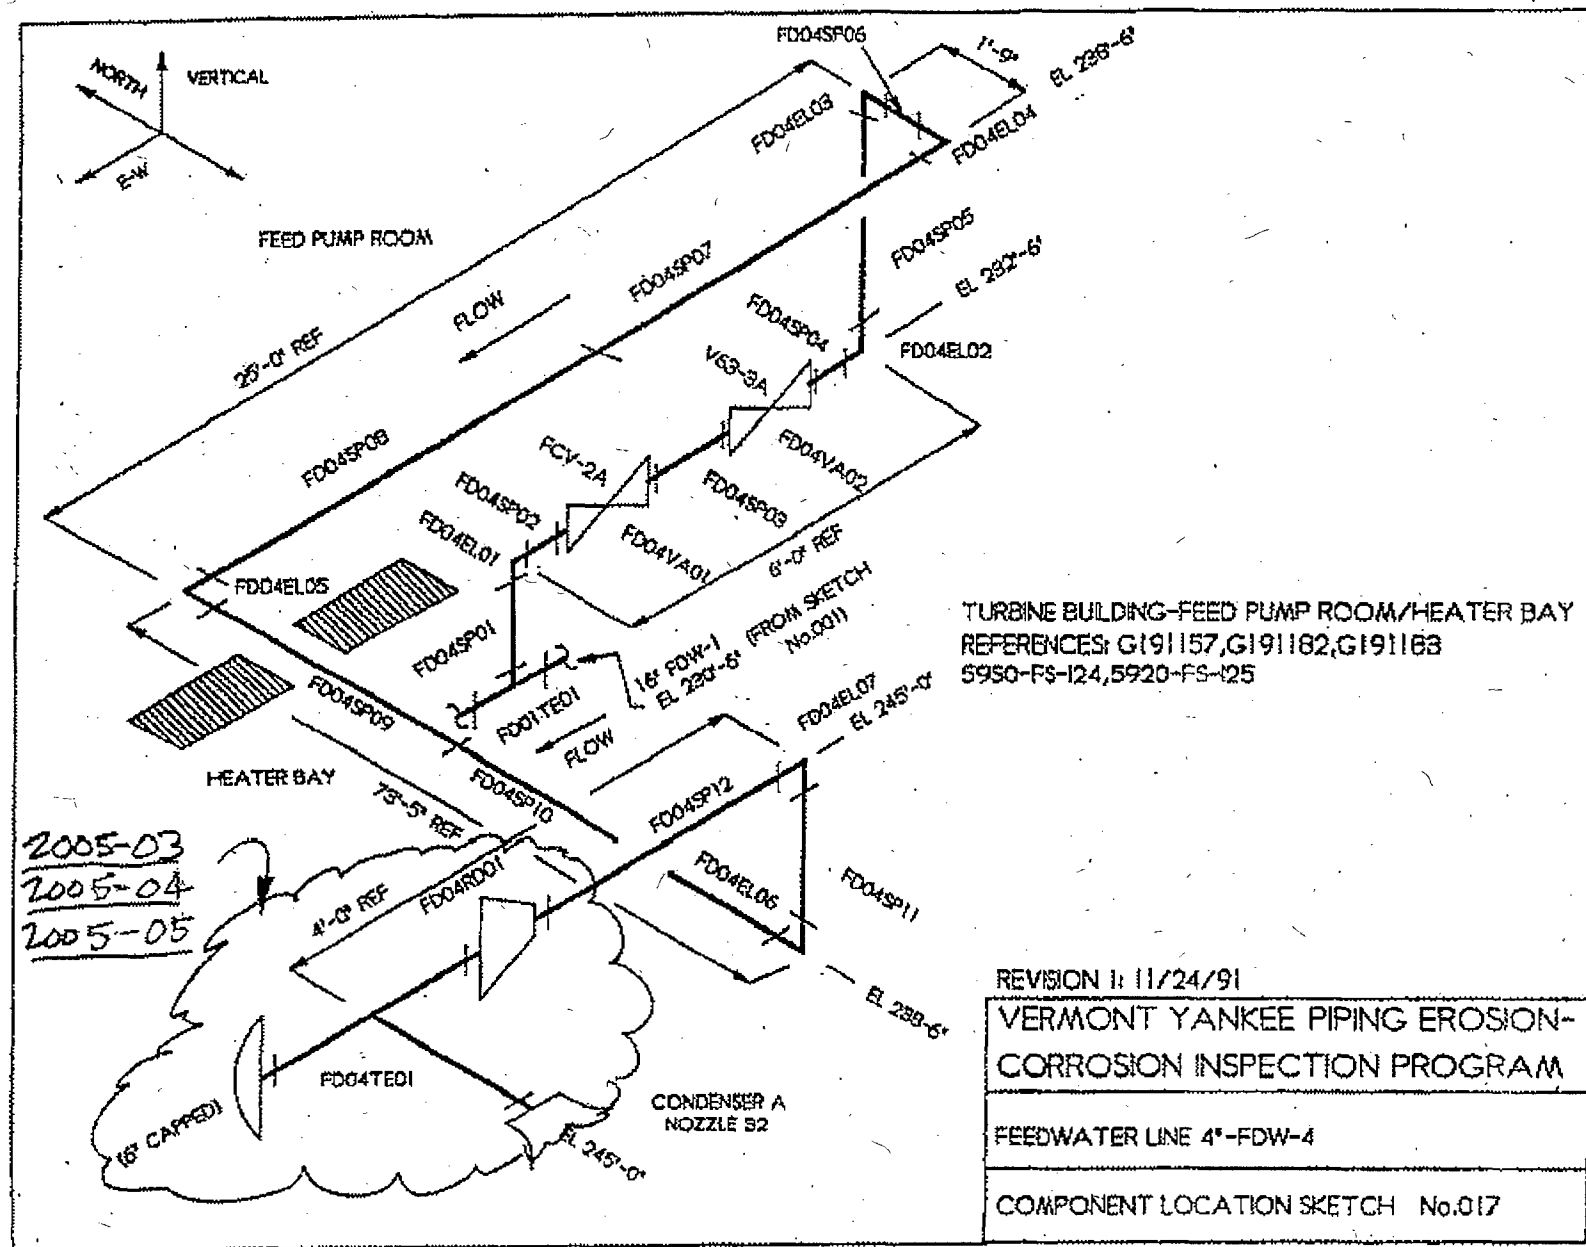 FD04SP06
1'-9"
EL 236'-6"
NORTH
VERTICAL
E-W
FD04EL03
FD04EL04
FEED PUMP ROOM
FD04SP07
FD04SP05
EL 232'-6"
FLOW
25'-0" REF
FD04SP04
FD04EL02
V63-3A
FD04SP08
FCV-2A
FD04VA02
FD04SP02
FD04SP03
FD04EL01
FD04VA01
6'-0" REF
FD04EL05
FD04SP01
16" FDW-1 (FROM SKETCH
EL 230'-6" No.001)
TURBINE BUILDING-FEED PUMP ROOM/HEATER BAY
REFERENCES: G191157,G191182,G191183
5950-FS-124,5920-FS-125
FD04SP09
FD01TE01
FLOW
FD04EL07
EL 245'-0"
HEATER BAY
73'-5" REF
FD04SP10
FD04SP12
2005-03
2005-04
2005-05
4'-0" REF
FD04RD01
FD04EL06
FD04SP11
EL 238-6"
REVISION 1: 11/24/91
VERMONT YANKEE PIPING EROSION-
CORROSION INSPECTION PROGRAM
FD04TE01
(6" CAPPED)
CONDENSER A
NOZZLE 32
EL 245'-0"
FEEDWATER LINE 4"-FDW-4
COMPONENT LOCATION SKETCH No.017